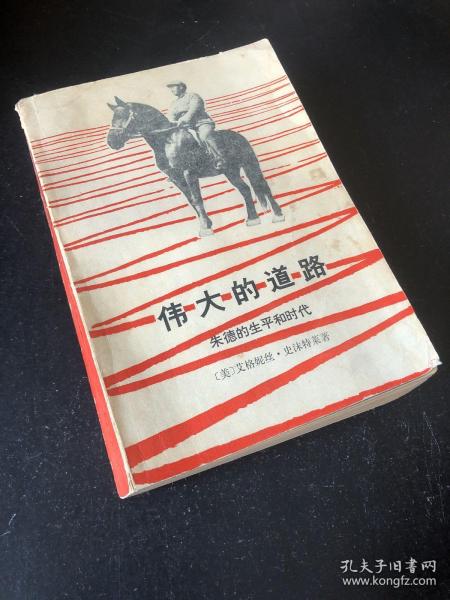 伟大的道路
朱德的生平和时代
〔美〕艾格妮丝·史沫特莱著
孔夫子旧书网
www.kongfz.com